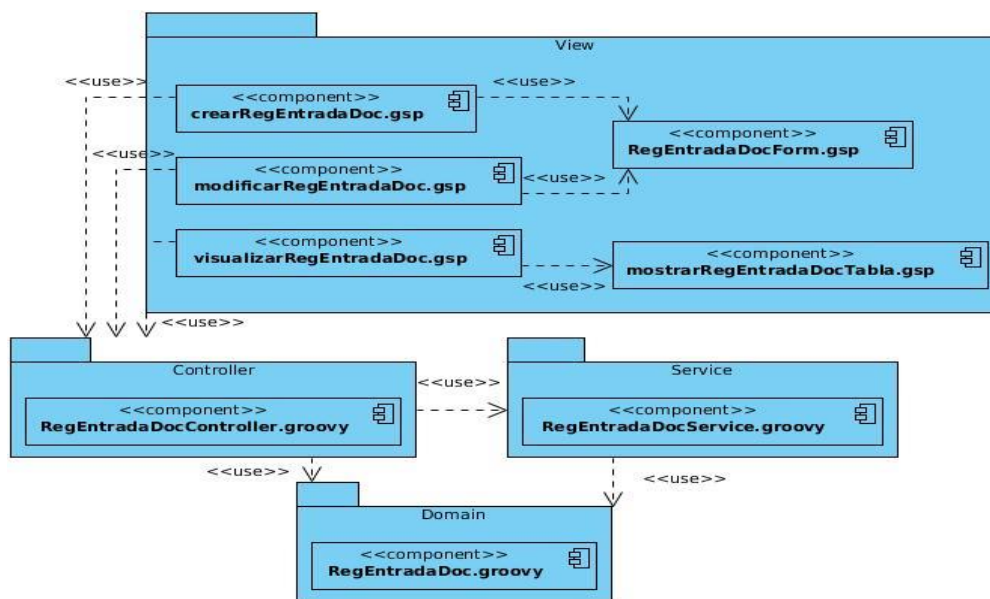 View
<<use>>
<<use>>
<<component>>
crearRegEntradaDoc.gsp
<<component>>
RegEntradaDocForm.gsp
<<use>>
<<component>>
modificarRegEntradaDoc.gsp
<<use>>
<<component>>
visualizarRegEntradaDoc.gsp
<<component>>
mostrarRegEntradaDocTabla.gsp
<<use>>
<<use>>
Controller
<<component>>
RegEntradaDocController.groovy
<<use>>
Service
<<component>>
RegEntradaDocService.groovy
<<use>>
<<use>>
Domain
<<component>>
RegEntradaDoc.groovy